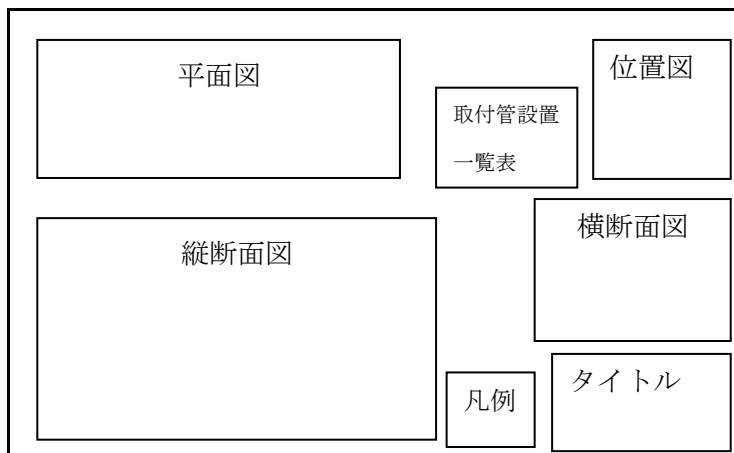 平面図
位置図
取付管設置
一覧表
縦断面図
横断面図
凡例
タイトル